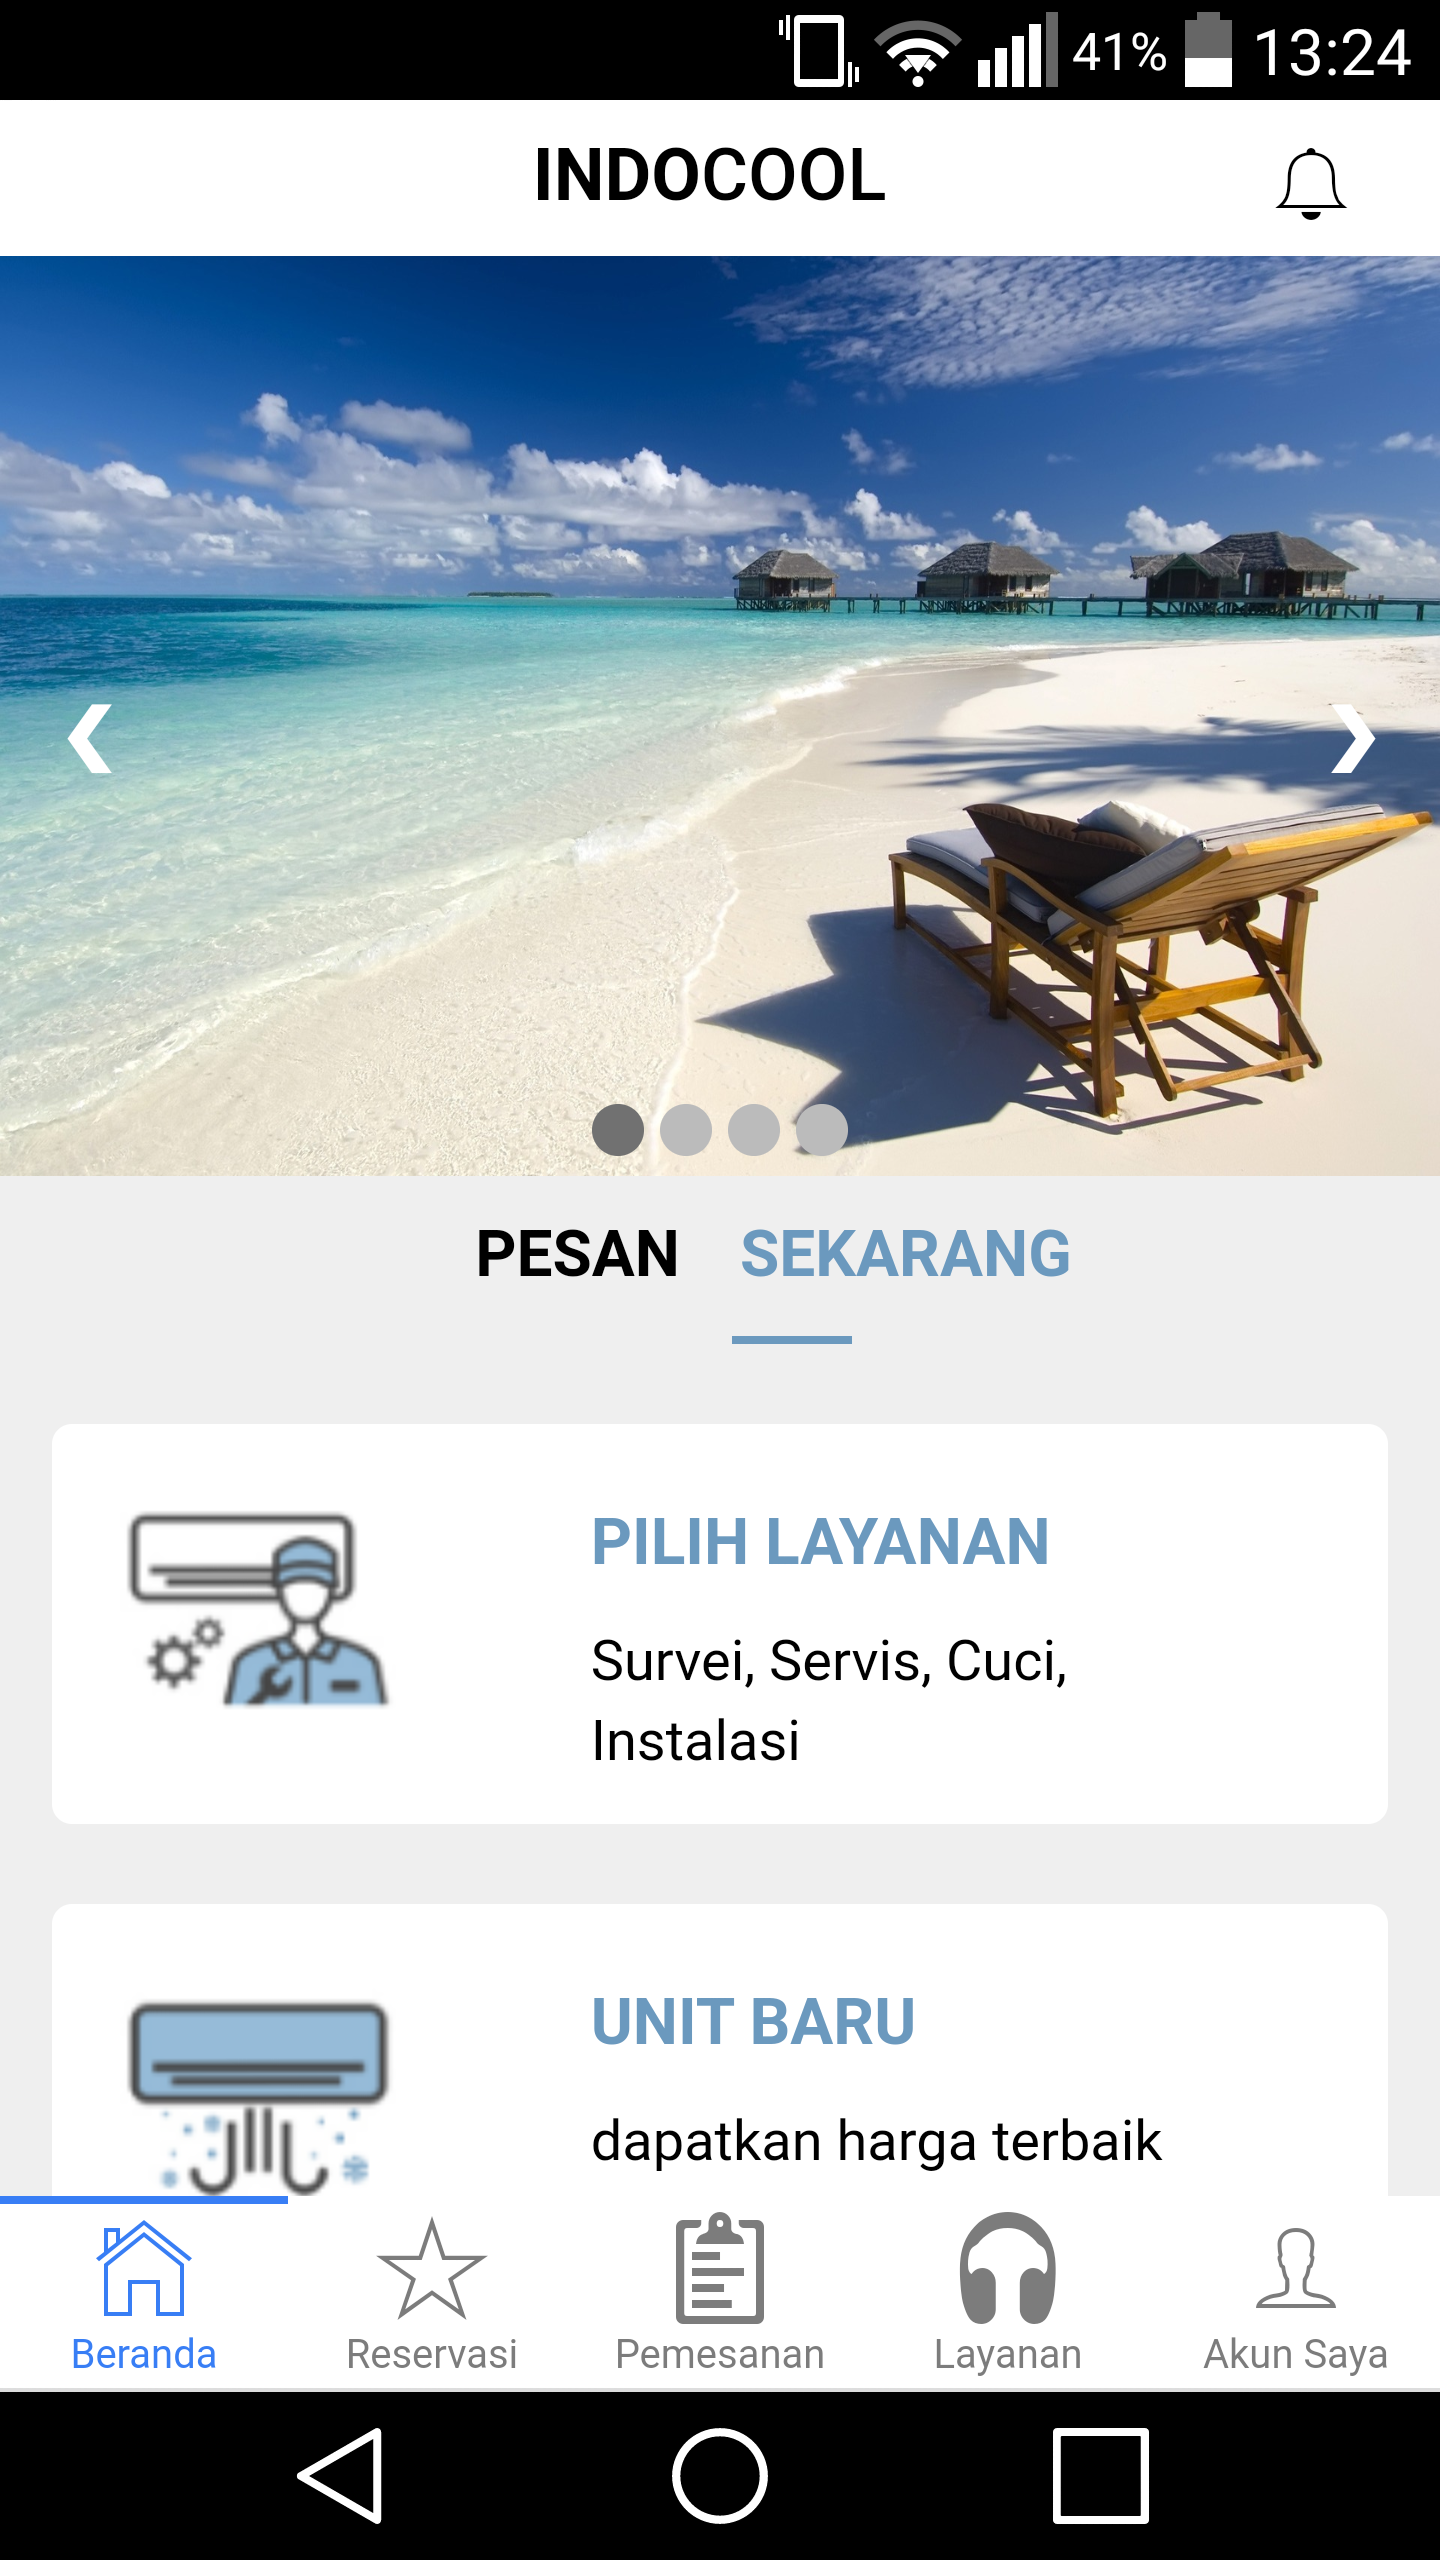 41% 13:24
INDOCOOL
PESAN SEKARANG
PILIH LAYANAN
Survei, Servis, Cuci,
Instalasi
UNIT BARU
dapatkan harga terbaik
Beranda Reservasi Pemesanan Layanan Akun Saya